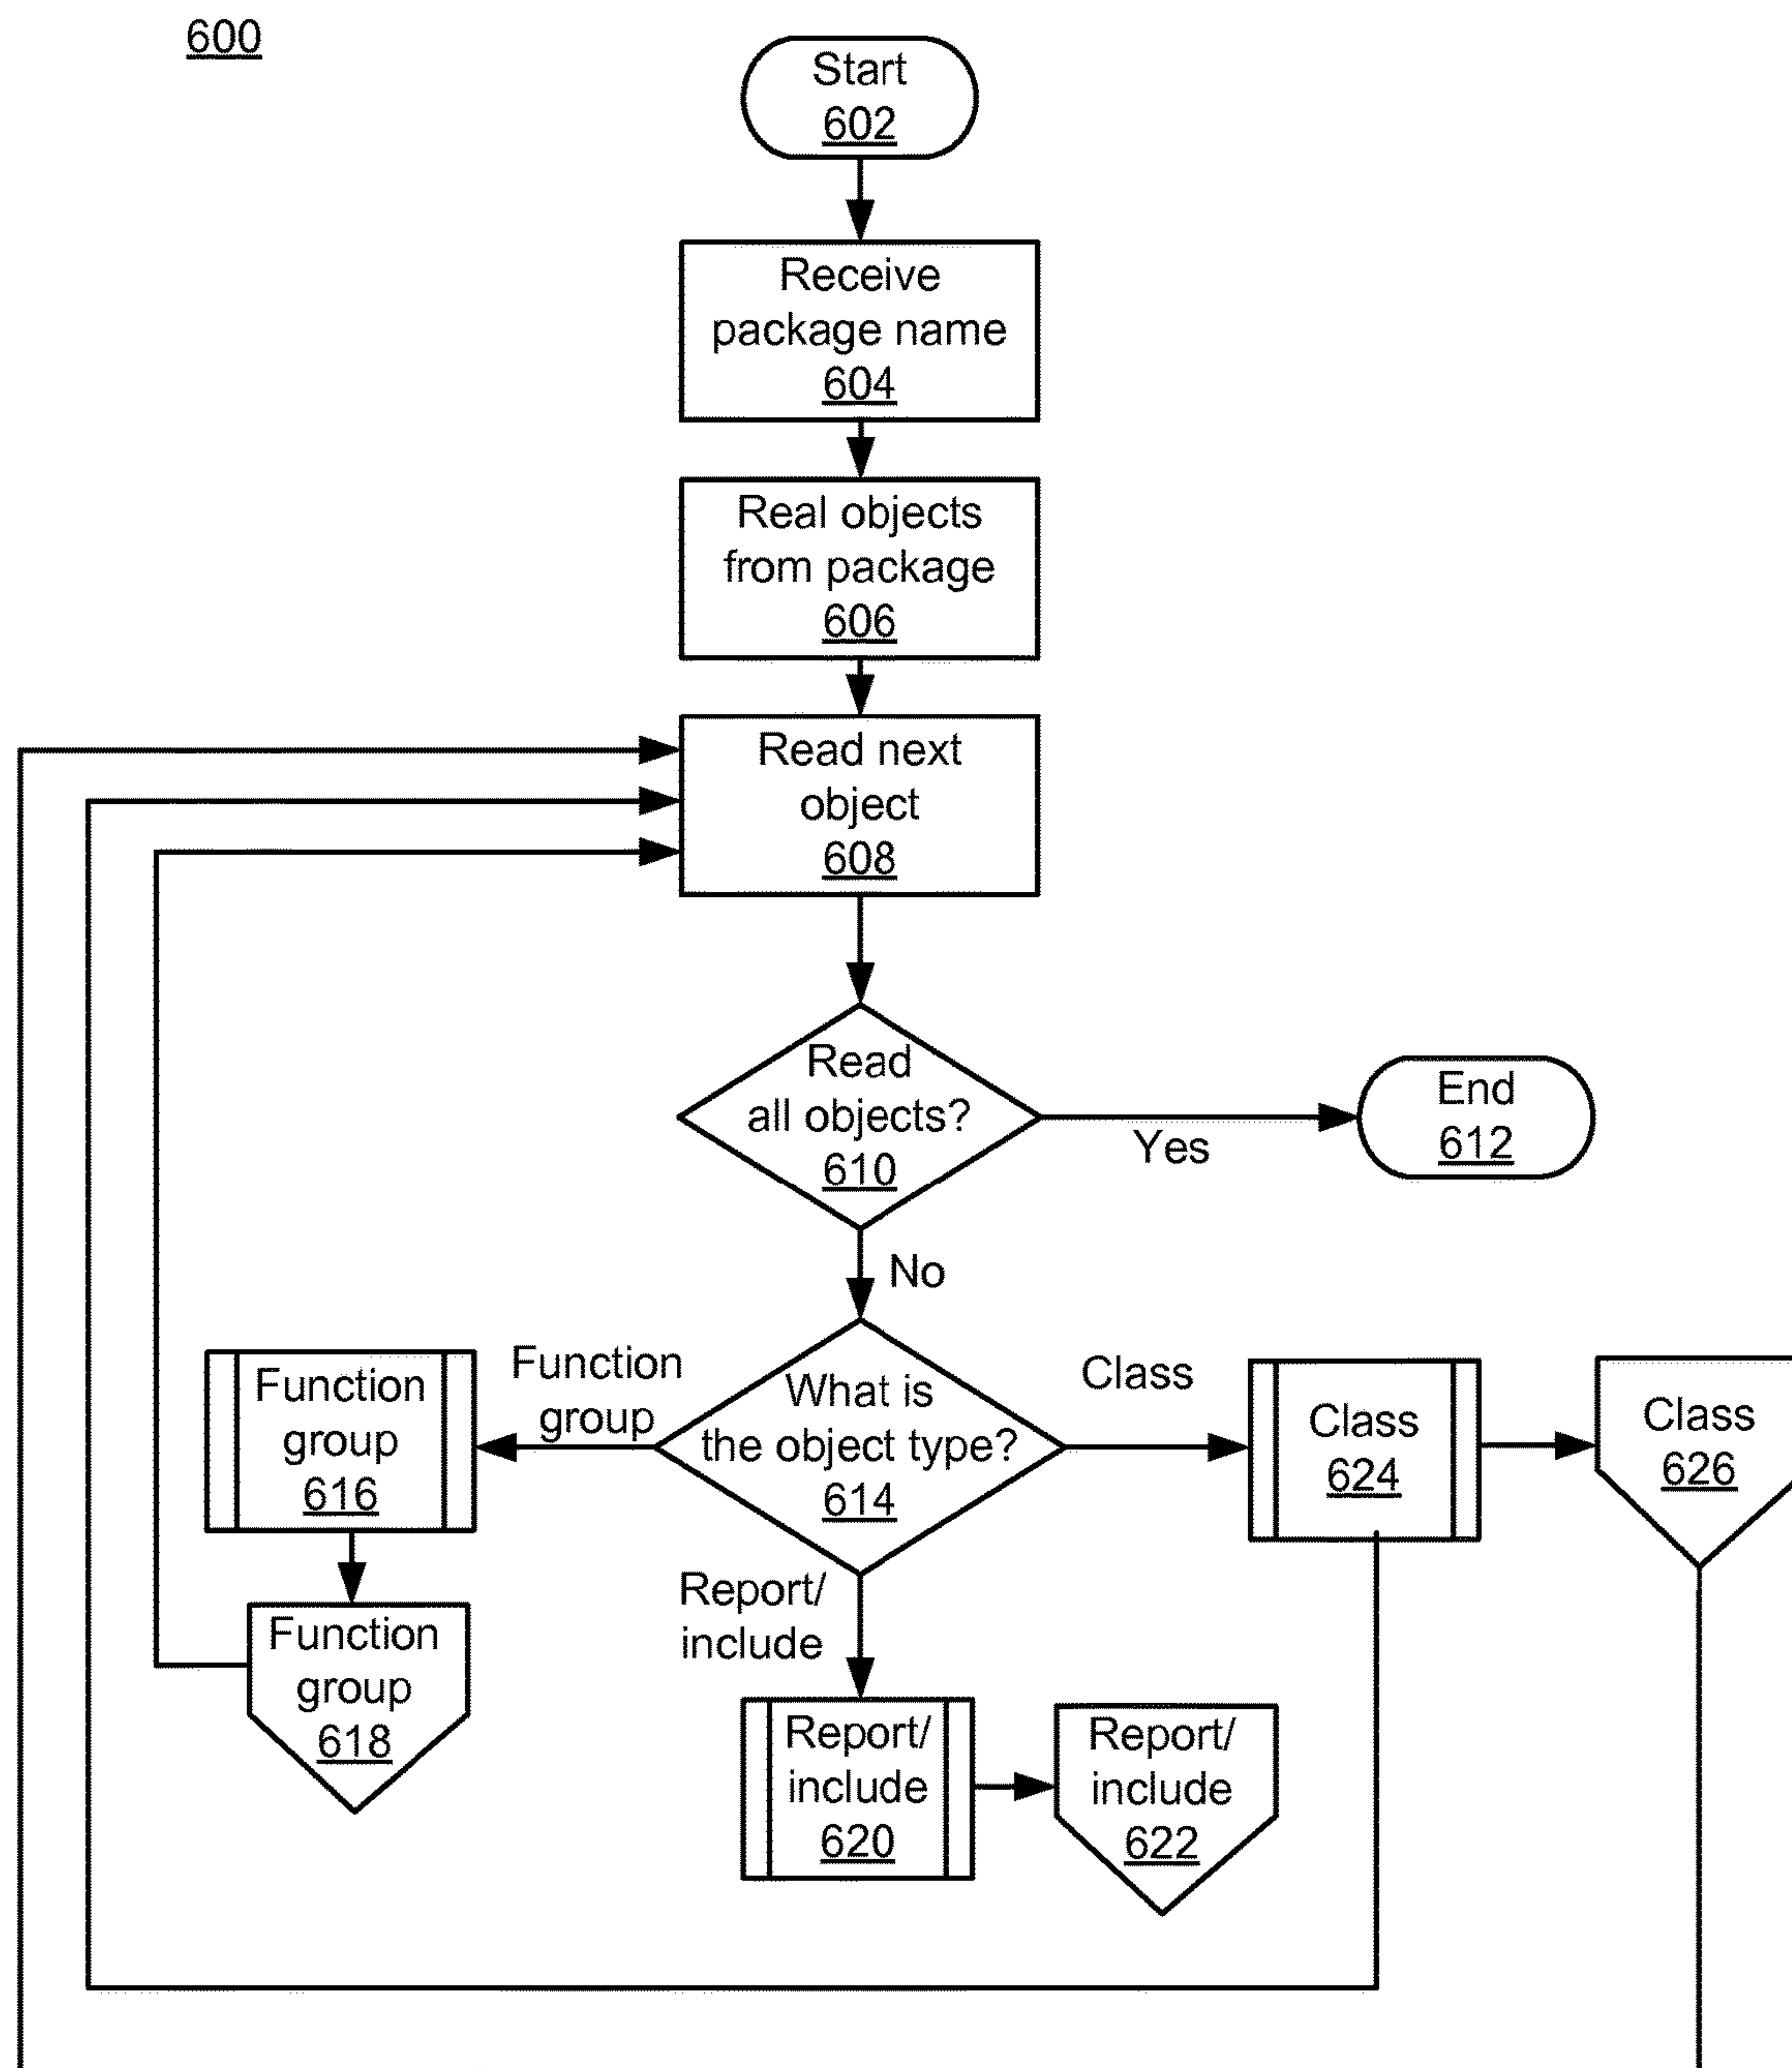 600
Start
602
Receive
package name
604
Real objects
from package
606
Read next
object
608
Read
all objects?
610
Yes
End
612
No
Function
group
616
Function
group
What is
the object type?
614
Class
Class
624
Class
626
Function
group
618
Report/
include
Report/
include
620
Report/
include
622